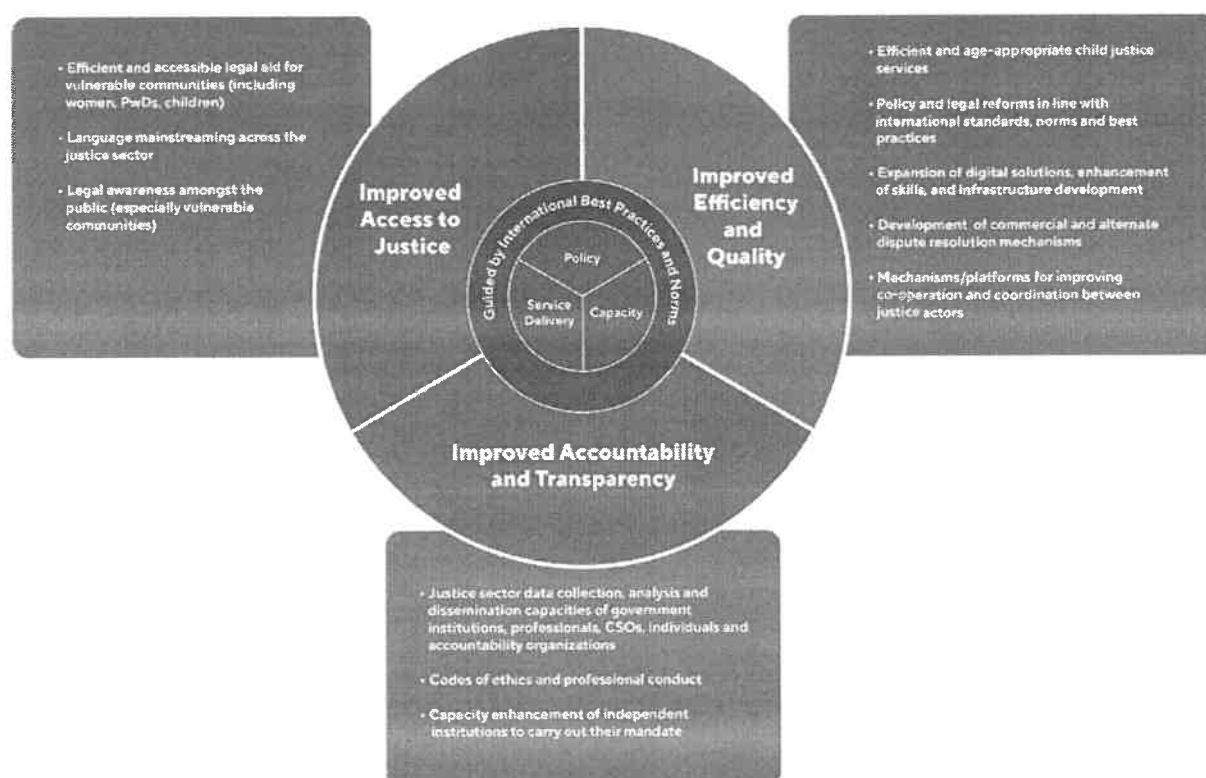 • Efficient and accessible legal aid for
vulnerable communities (including
women, PwDs, children)
• Language mainstreaming across the
justice sector
• Legal awareness amongst the
public (especially vulnerable
communities)
Improved
Access to
Justice
Guided by International Best Practices and Norms
Policy
Service
Delivery
Capacity
Improved
Efficiency
and
Quality
• Efficient and age-appropriate child justice
services
• Policy and legal reforms in line with
international standards, norms and best
practices
• Expansion of digital solutions, enhancement
of skills, and infrastructure development
• Development of commercial and alternate
dispute resolution mechanisms
• Mechanisms/platforms for improving
co-operation and coordination between
justice actors
Improved Accountability
and Transparency
• Justice sector data collection, analysis and
dissemination capacities of government
institutions, professionals, CSOs, individuals and
accountability organizations
• Codes of ethics and professional conduct
• Capacity enhancement of independent
institutions to carry out their mandate